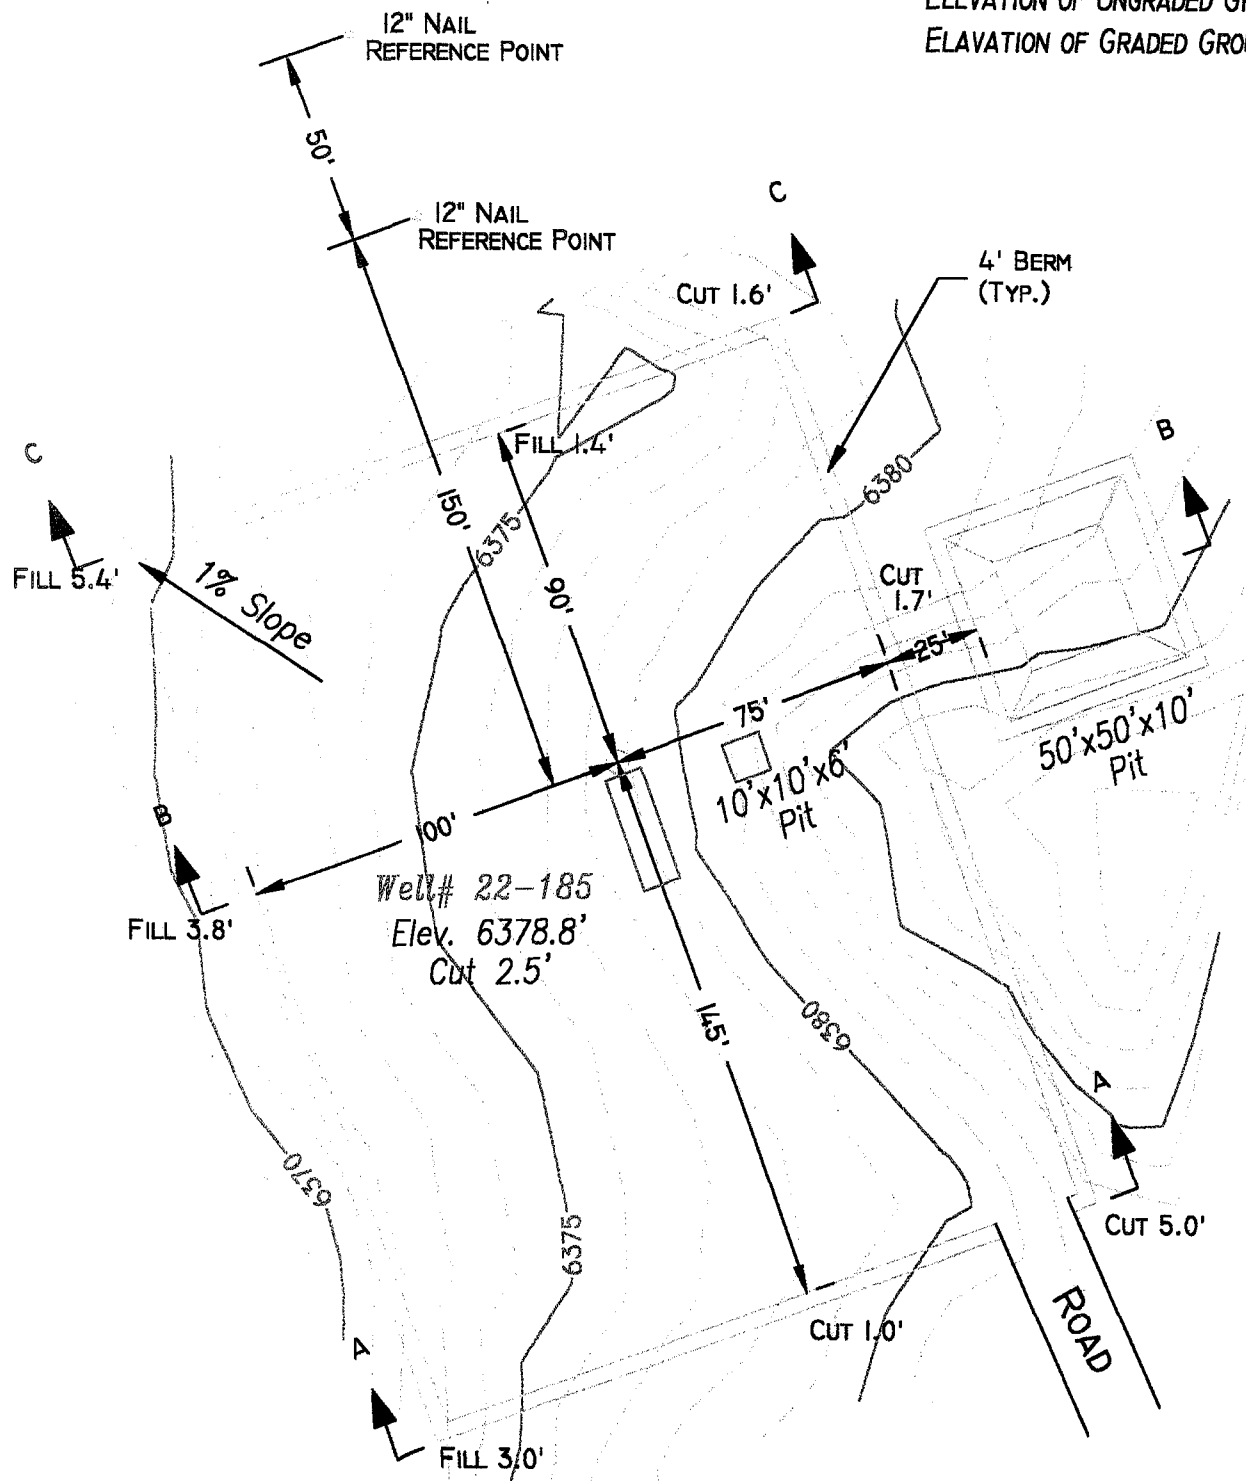 ELEVATION OF UNGRADED
ELAVATION OF GRADED
12" NAIL
REFERENCE POINT
50'
12" NAIL
REFERENCE POINT
C
CUT 1.6'
4' BERM
(TYP.)
C
B
FILL 1.4'
6380
150'
6375
FILL 5.4'
1% Slope
90'
CUT
1.7'
25'
75'
50'x50'x10'
Pit
10'x10'x6'
Pit
B
100'
Well# 22-185
Elev. 6378.8'
Cut 2.5'
FILL 3.8'
145'
6380
A
6370
6375
CUT 5.0'
ROAD
CUT 1.0'
A
FILL 3.0'